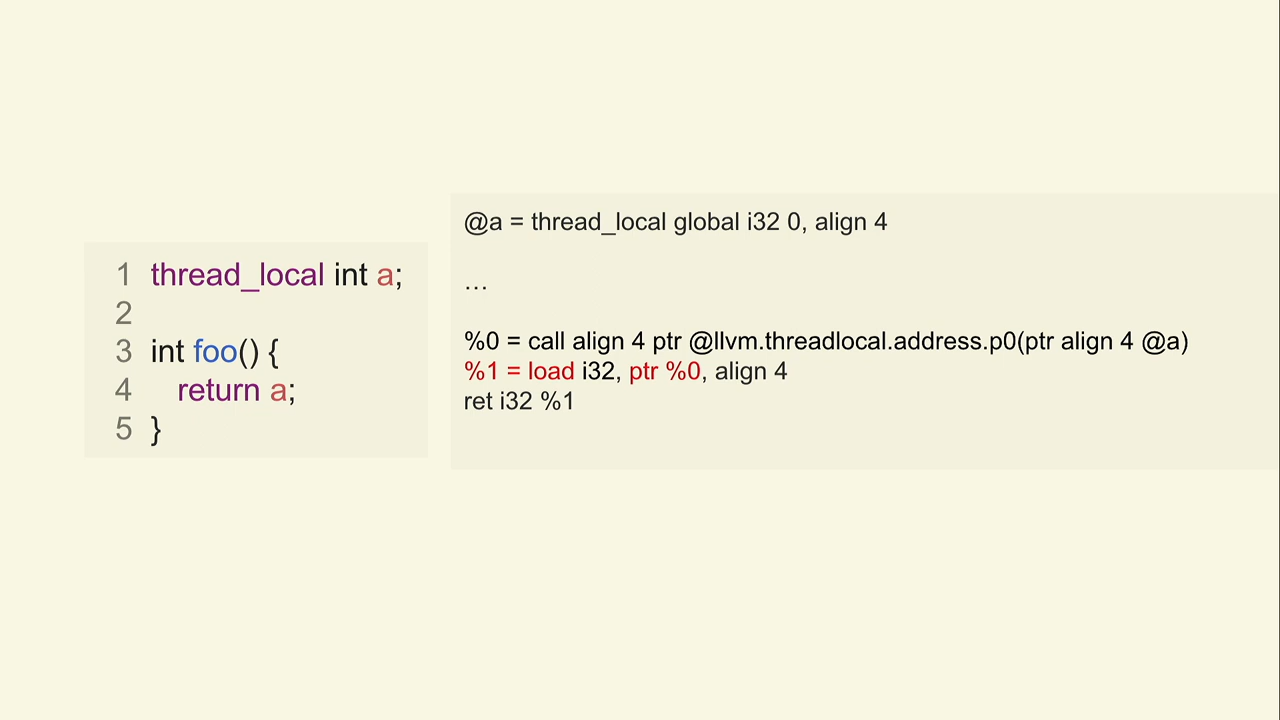 1 thread_local int a;
2
3 int foo() {
4 return a;
5 }
@a = thread_local global i32 0, align 4
…
%0 = call align 4 ptr @llvm.threadlocal.address.p0(ptr align 4 @a)
%1 = load i32, ptr %0, align 4
ret i32 %1